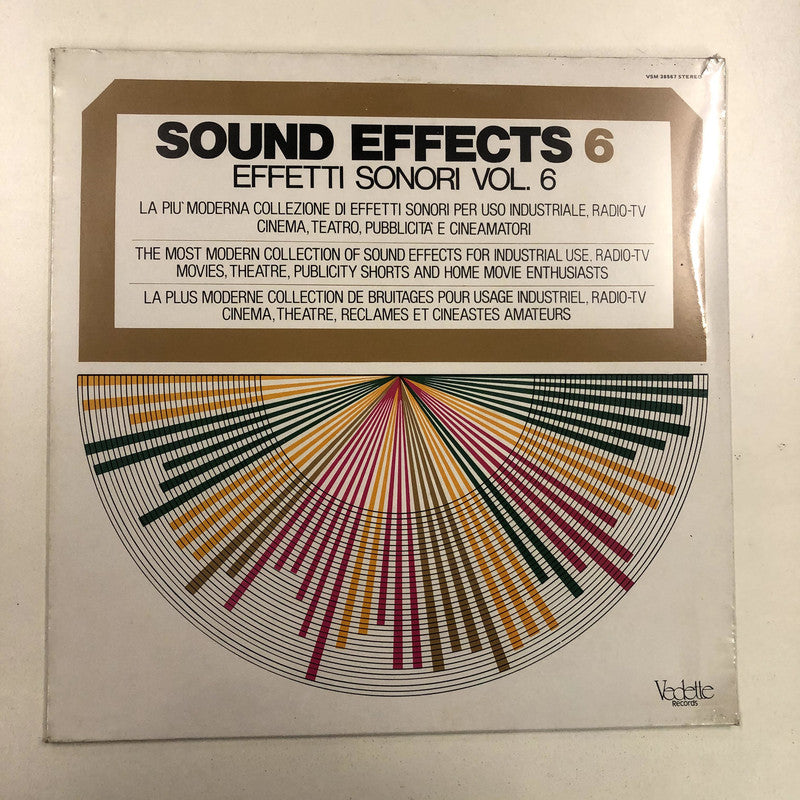 VSM 38567 STEREO
SOUND EFFECTS 6
EFFETTI SONORI VOL. 6
LA PIU' MODERNA COLLEZIONE DI EFFETTI SONORI PER USO INDUSTRIALE, RADIO-TV
CINEMA, TEATRO, PUBBLICITA' E CINEAMATORI
THE MOST MODERN COLLECTION OF SOUND EFFECTS FOR INDUSTRIAL USE. RADIO-TV
MOVIES, THEATRE, PUBLICITY SHORTS AND HOME MOVIE ENTHUSIASTS
LA PLUS MODERNE COLLECTION DE BRUITAGES POUR USAGE INDUSTRIEL, RADIO-TV
CINEMA, THEATRE, RECLAMES ET CINEASTES AMATEURS
Vedette
Records